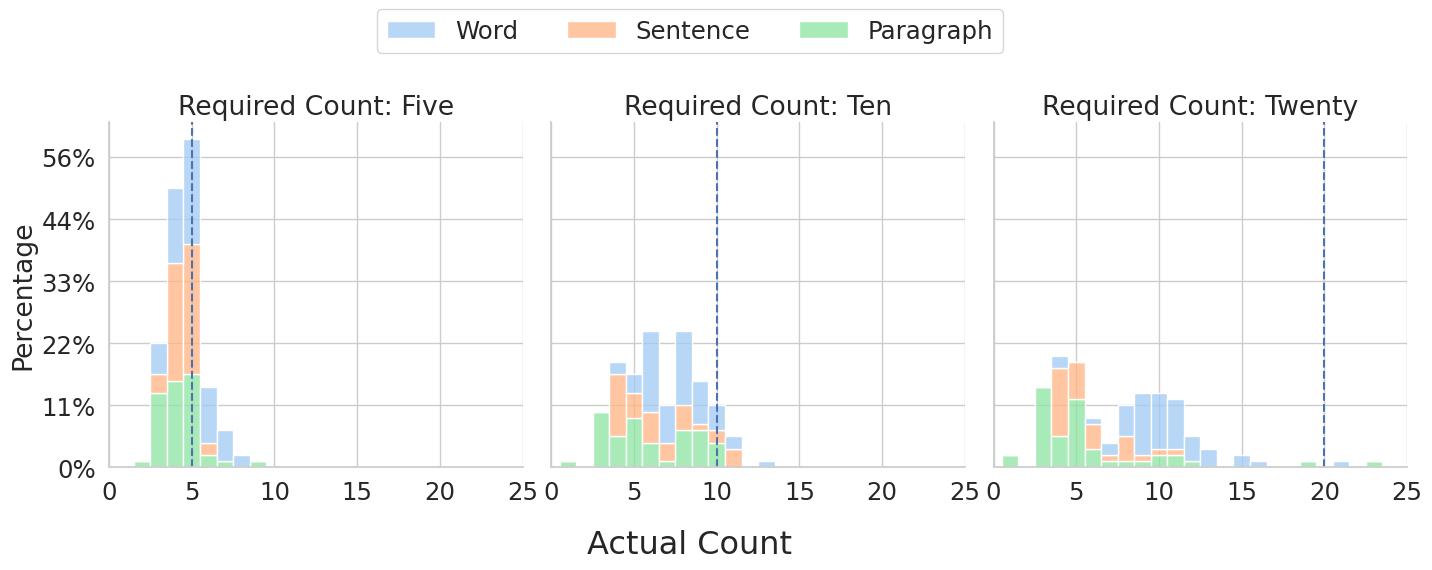 Word Sentence Paragraph
Required Count: Five Required Count: Ten Required Count: Twenty
Percentage
56%
44%
33%
22%
11%
0%
0 5 10 15 20 25 0 5 10 15 20 25 0 5 10 15 20 25
Actual Count